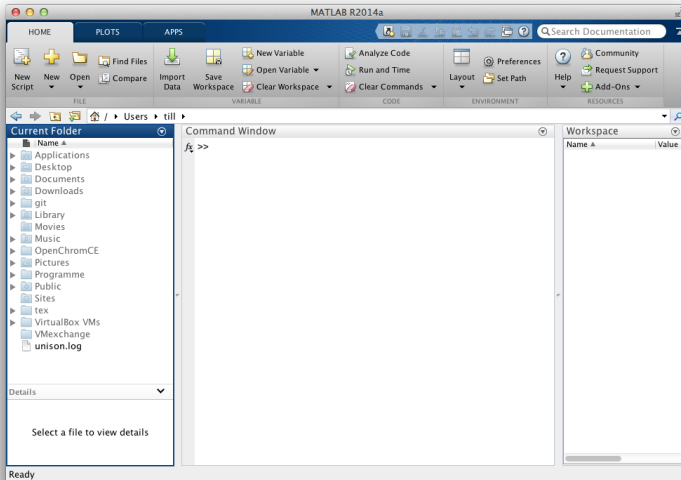 MATLAB R2014a
HOME PLOTS APPS Search Documentation
New Script New Open Find Files Compare Import Data Save Workspace New Variable Open Variable Clear Workspace Analyze Code Run and Time Clear Commands Layout Preferences Set Path Help Community Request Support Add-Ons
FILE VARIABLE CODE ENVIRONMENT RESOURCES
/ Users till
Current Folder
Name
Applications
Desktop
Documents
Downloads
git
Library
Movies
Music
OpenChromCE
Pictures
Programme
Public
Sites
tex
VirtualBox VMs
VMexchange
unison.log
Details
Select a file to view details
Command Window
fx >>
Workspace
Name Value
Ready